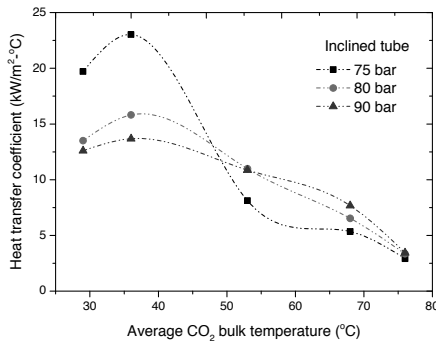 Heat transfer coefficient (kW/m²-°C)
25
20
15
10
5
0
Inclined tube
75 bar
80 bar
90 bar
30 40 50 60 70 80
Average CO₂ bulk temperature (°C)